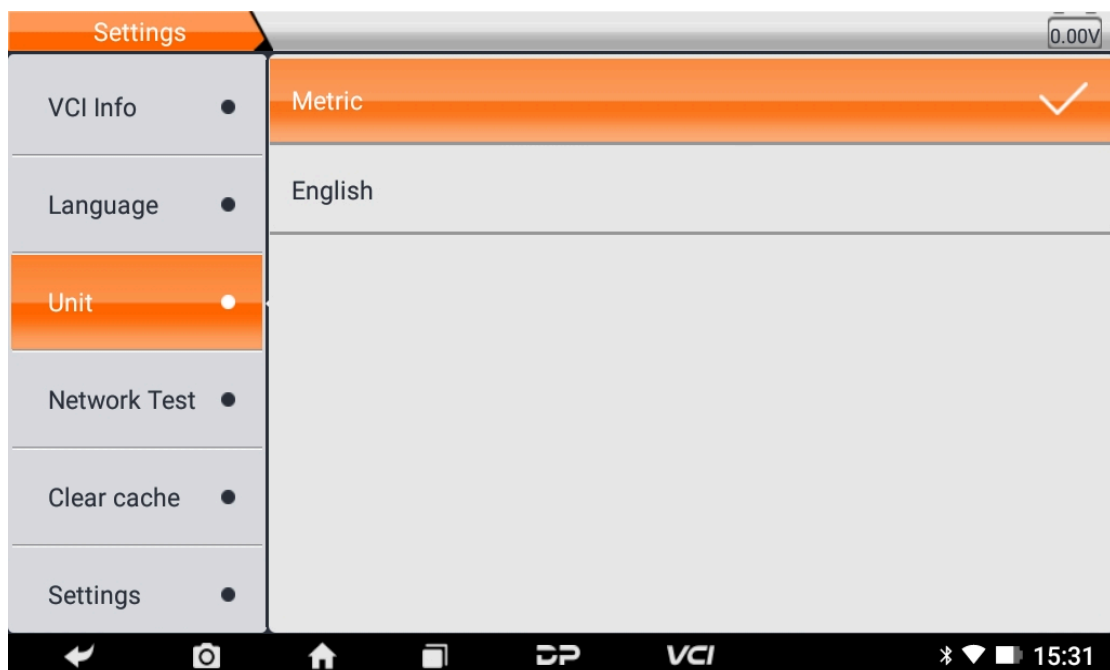 Settings
0.00V
VCI Info
Language
Unit
Network Test
Clear cache
Settings
Metric
English
DP VCI 15:31